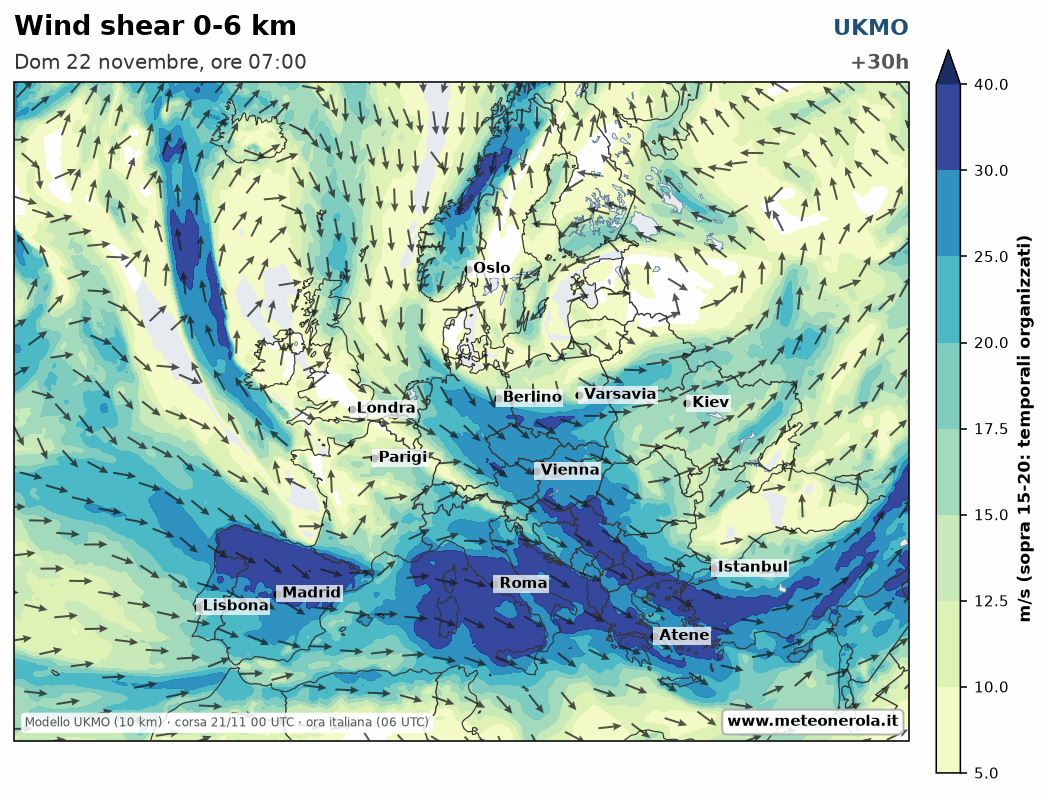 Wind shear 0-6 km
UKMO
Dom 22 novembre, ore 07:00
+30h
40.0
30.0
25.0
20.0
17.5
15.0
12.5
10.0
5.0
m/s (sopra 15-20: temporali organizzati)
Oslo
Berlino
Varsavia
Kiev
Londra
Parigi
Vienna
Istanbul
Roma
Madrid
Lisbona
Atene
Modello UKMO (10 km) · corsa 21/11 00 UTC · ora italiana (06 UTC)
www.meteonerola.it